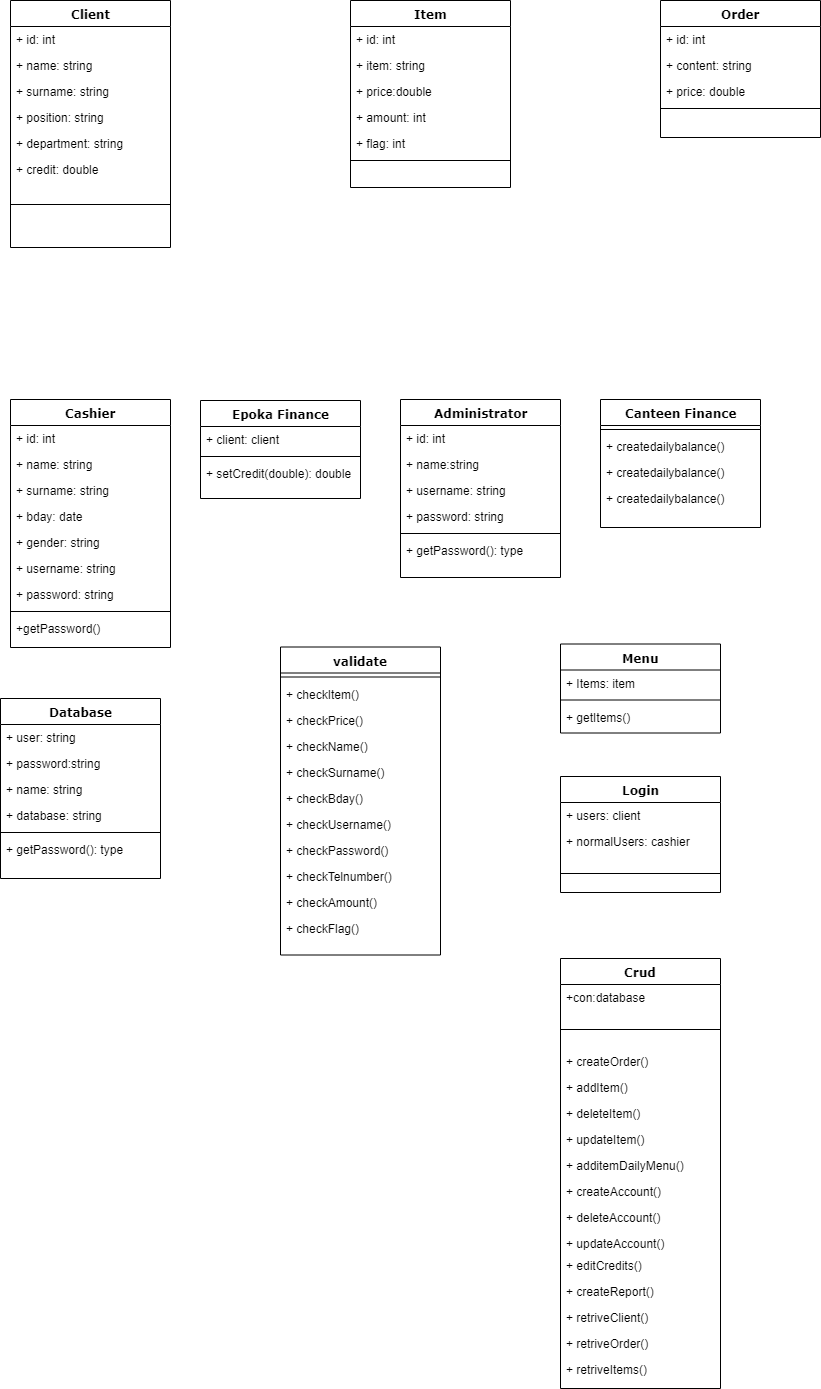 Client
+ id: int
+ name: string
+ surname: string
+ position: string
+ department: string
+ credit: double
Item
+ id: int
+ item: string
+ price:double
+ amount: int
+ flag: int
Order
+ id: int
+ content: string
+ price: double
Cashier
+ id: int
+ name: string
+ surname: string
+ bday: date
+ gender: string
+ username: string
+ password: string
+getPassword()
Epoka Finance
+ client: client
+ setCredit(double): double
Administrator
+ id: int
+ name:string
+ username: string
+ password: string
+ getPassword(): type
Canteen Finance
+ createdailybalance()
+ createdailybalance()
+ createdailybalance()
Database
+ user: string
+ password:string
+ name: string
+ database: string
+ getPassword(): type
validate
+ checkItem()
+ checkPrice()
+ checkName()
+ checkSurname()
+ checkBday()
+ checkUsername()
+ checkPassword()
+ checkTelnumber()
+ checkAmount()
+ checkFlag()
Menu
+ Items: item
+ getItems()
Login
+ users: client
+ normalUsers: cashier
Crud
+con:database
+ createOrder()
+ addItem()
+ deleteItem()
+ updateItem()
+ additemDailyMenu()
+ createAccount()
+ deleteAccount()
+ updateAccount()
+ editCredits()
+ createReport()
+ retriveClient()
+ retriveOrder()
+ retriveItems()